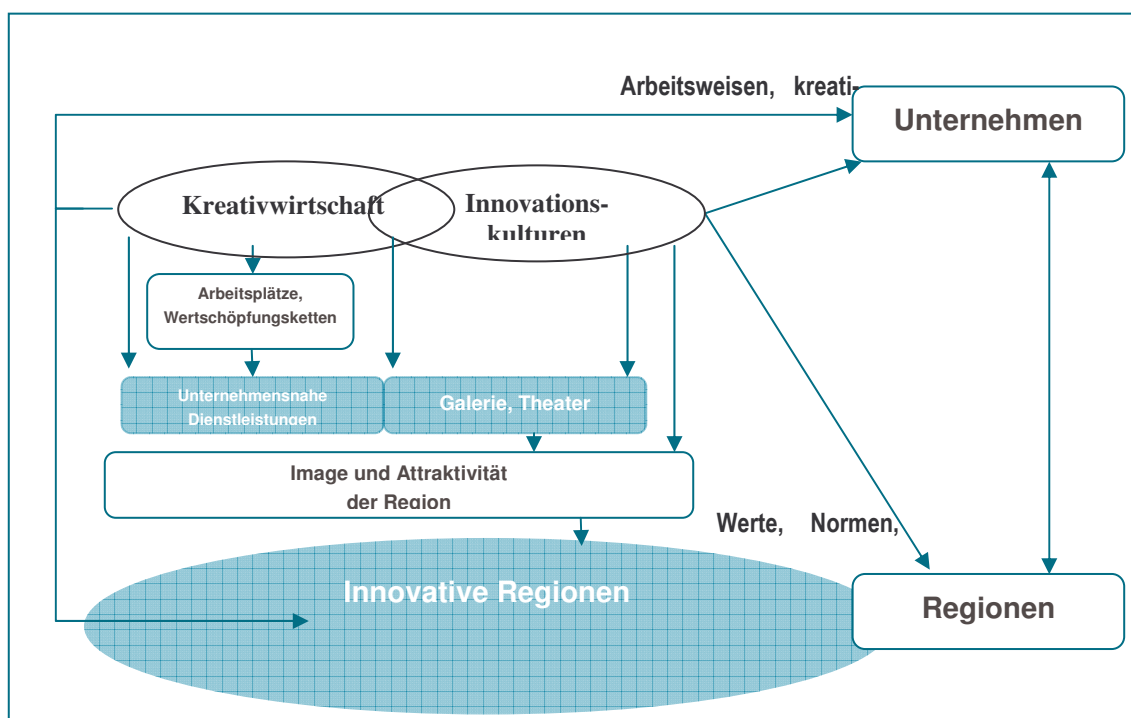 Arbeitsweisen, kreati-
Unternehmen
Kreativwirtschaft
Innovations-
kulturen
Arbeitsplätze,
Wertschöpfungsketten
Unternehmensnahe
Dienstleistungen
Galerie, Theater
Image und Attraktivität
der Region
Werte, Normen,
Innovative Regionen
Regionen